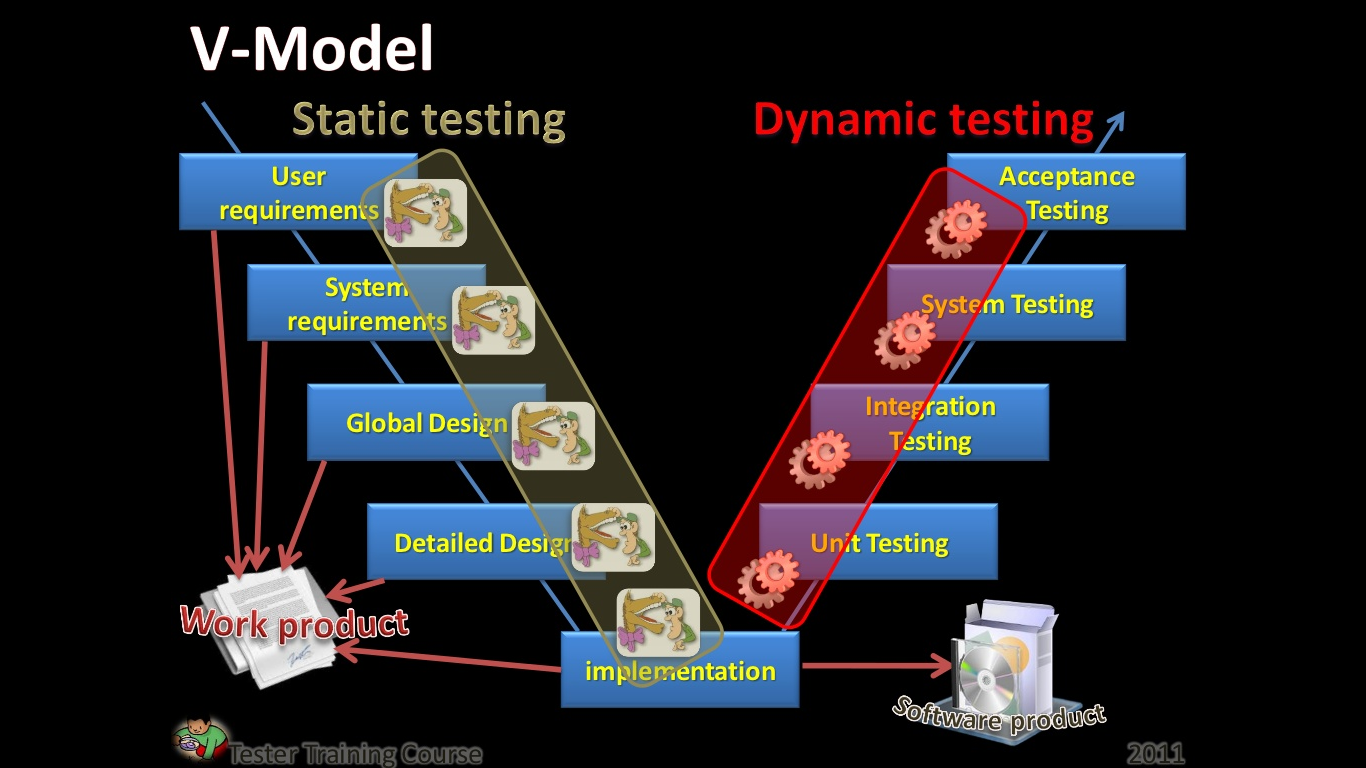 V-Model
Static testing
Dynamic testing
User
requirements
Acceptance
Testing
System
requirements
System Testing
Global Design
Integration
Testing
Detailed Design
Unit Testing
Work product
implementation
Software product
Tester Training Course
2011